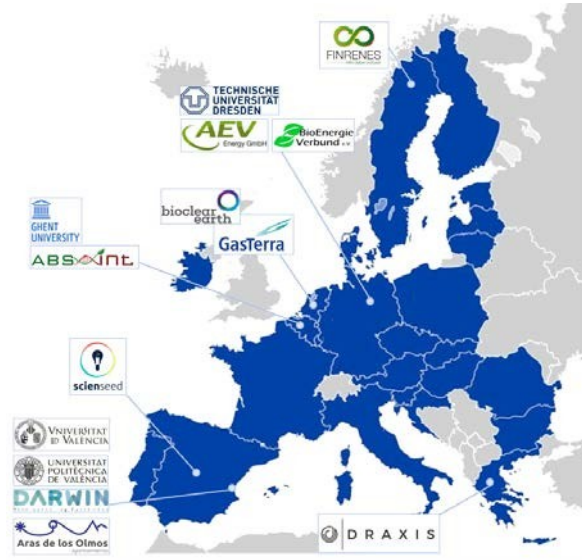 FINRENES
TECHNISCHE
UNIVERSITÄT
DRESDEN
AEV
Energy GmbH
BioEnergie
Verbund e.V.
bioclear
earth
GHENT
UNIVERSITY
GasTerra
ABS int.
scienseed
VNIVERSITAT
ID VALÈNCIA
UNIVERSITAT
POLITÈCNICA
DE VALÈNCIA
DARWIN
Aras de los Olmos
DRAXIS